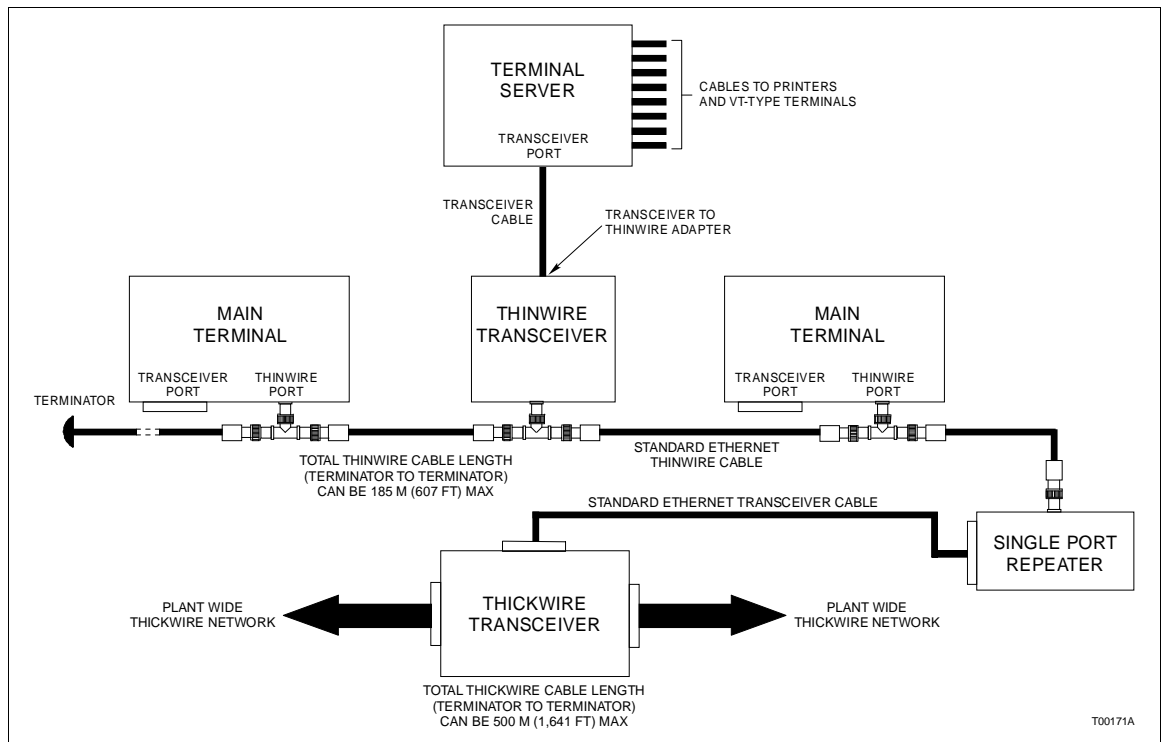 TERMINAL
SERVER
TRANSCEIVER
PORT
CABLES TO PRINTERS
AND VT-TYPE TERMINALS
TRANSCEIVER
CABLE
TRANSCEIVER TO
THINWIRE ADAPTER
MAIN
TERMINAL
TRANSCEIVER
PORT
THINWIRE
PORT
THINWIRE
TRANSCEIVER
MAIN
TERMINAL
TRANSCEIVER
PORT
THINWIRE
PORT
TERMINATOR
TOTAL THINWIRE CABLE LENGTH
(TERMINATOR TO TERMINATOR)
CAN BE 185 M (607 FT) MAX
STANDARD ETHERNET
THINWIRE CABLE
STANDARD ETHERNET TRANSCEIVER CABLE
SINGLE PORT
REPEATER
PLANT WIDE
THICKWIRE NETWORK
THICKWIRE
TRANSCEIVER
PLANT WIDE
THICKWIRE NETWORK
TOTAL THICKWIRE CABLE LENGTH
(TERMINATOR TO TERMINATOR)
CAN BE 500 M (1,641 FT) MAX
T00171A